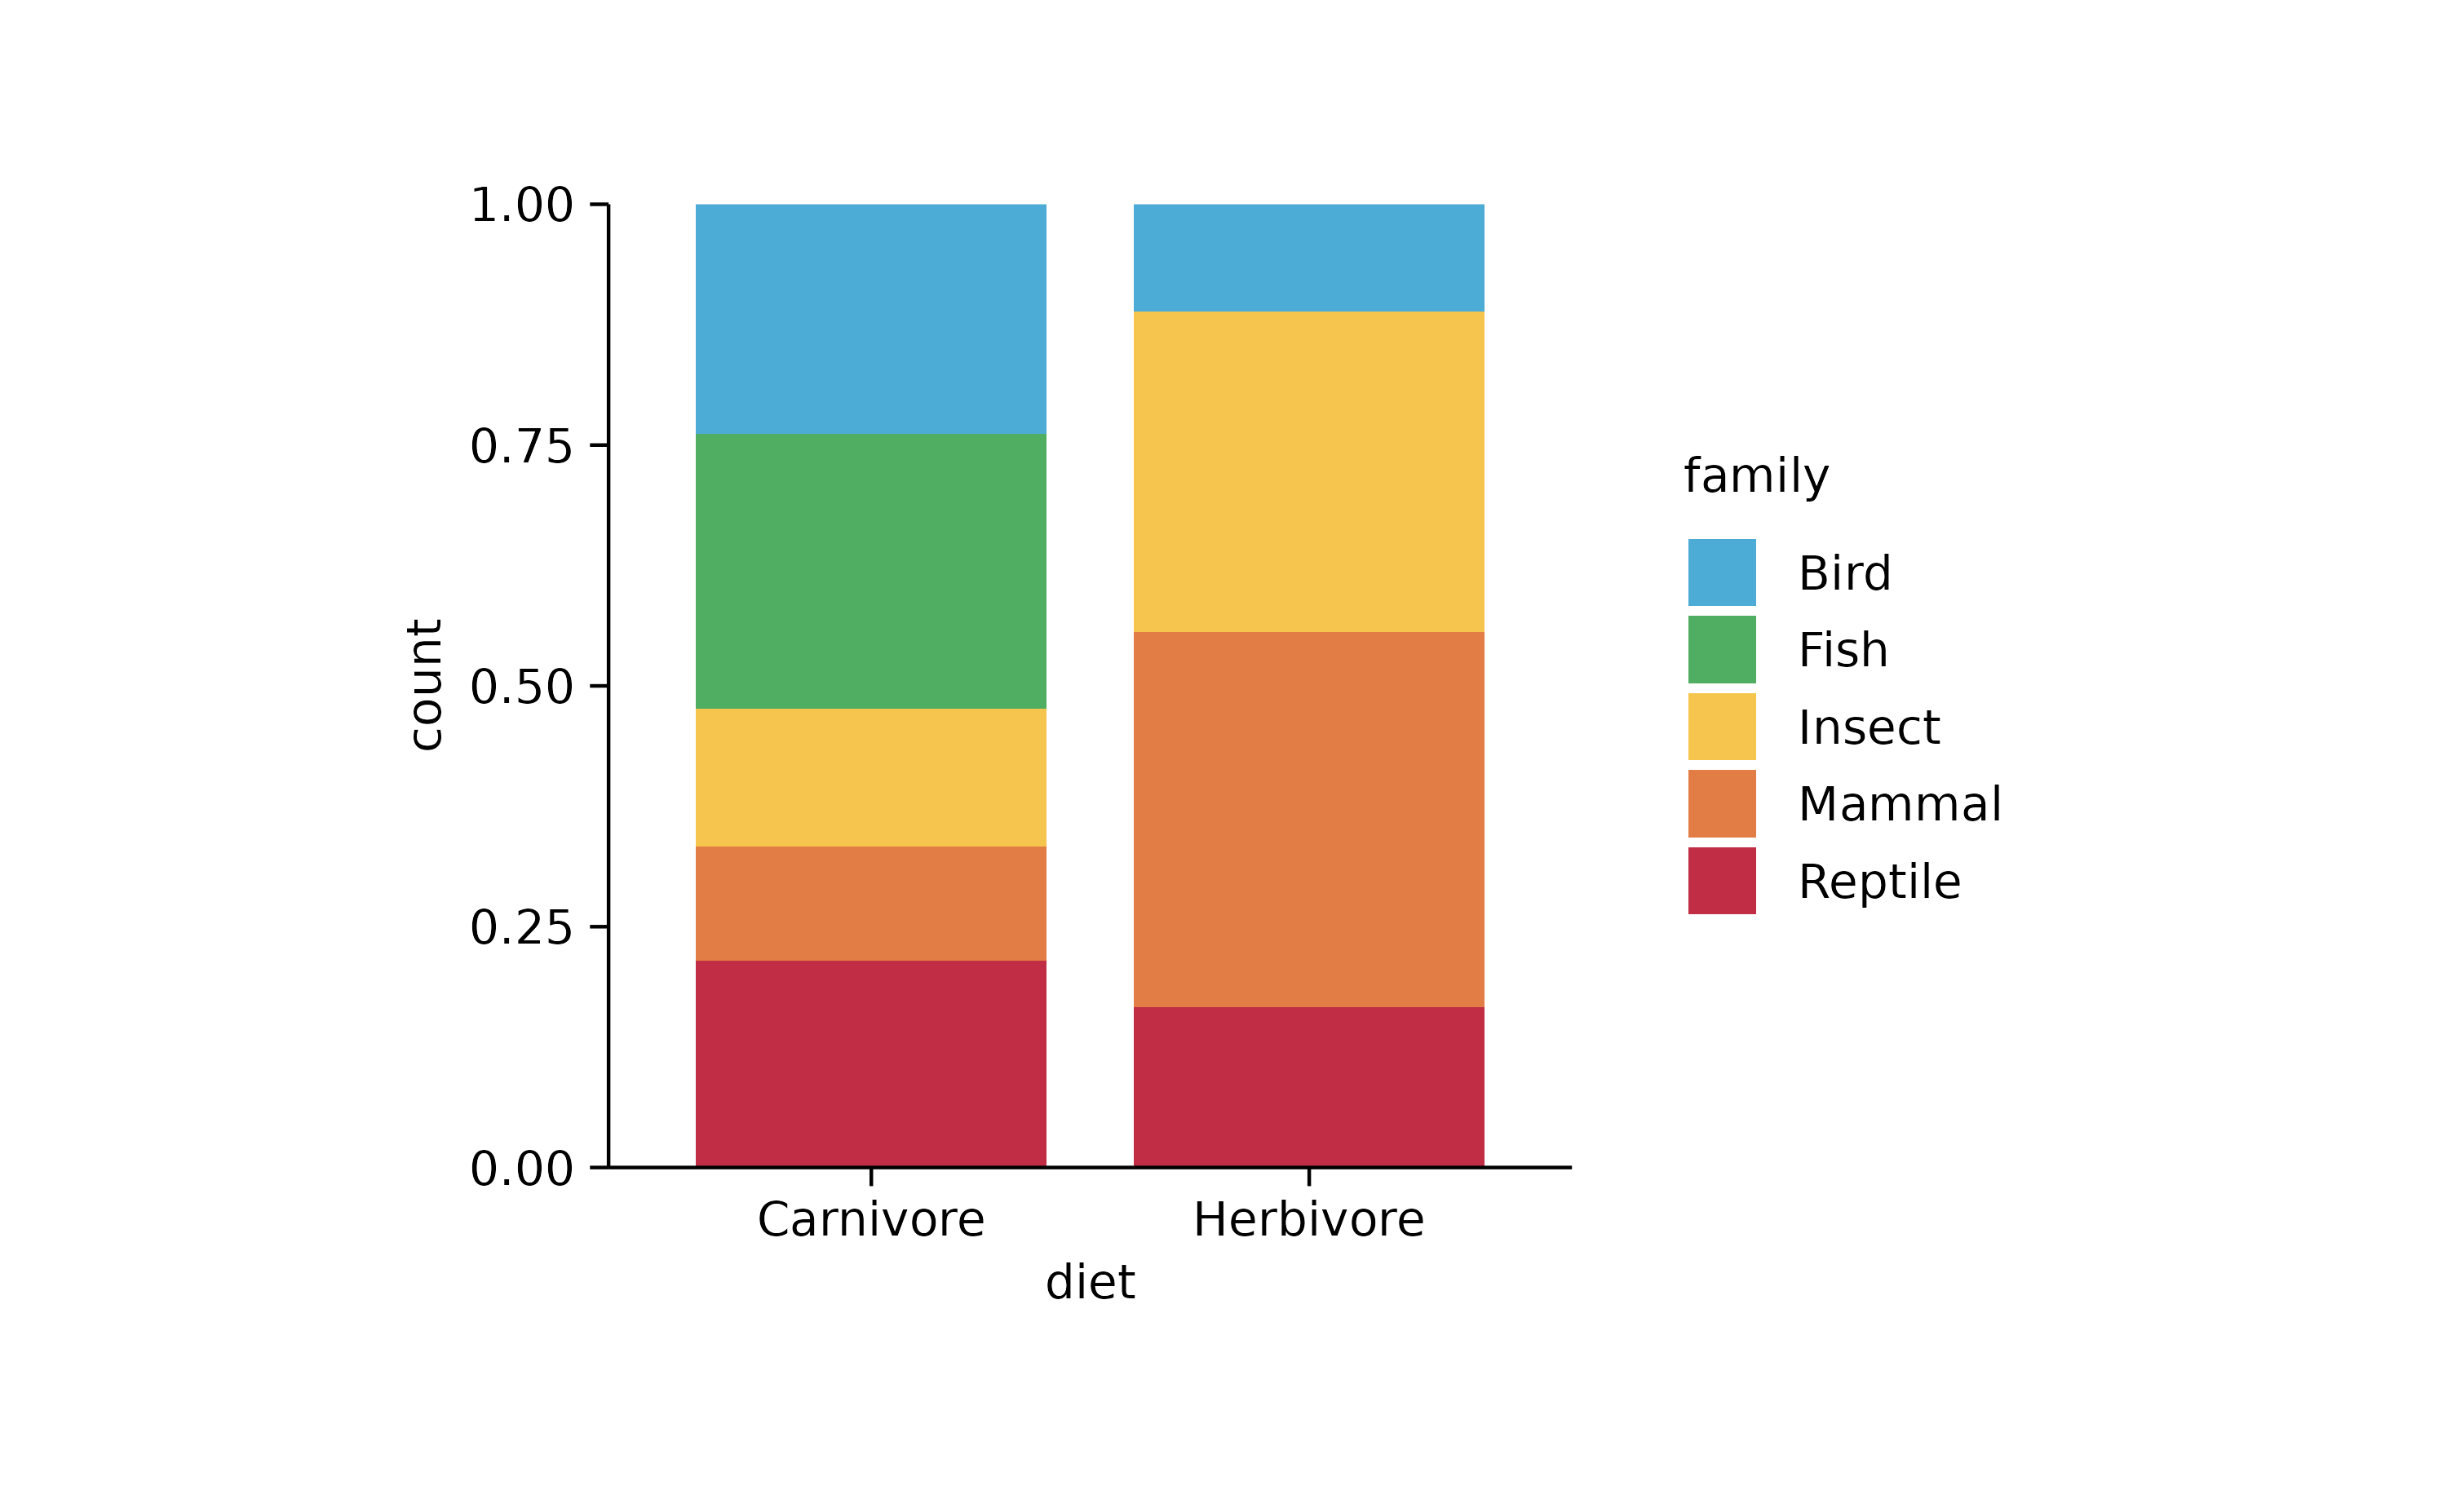 count
1.00
0.75
0.50
0.25
0.00
Carnivore
Herbivore
diet
family
Bird
Fish
Insect
Mammal
Reptile